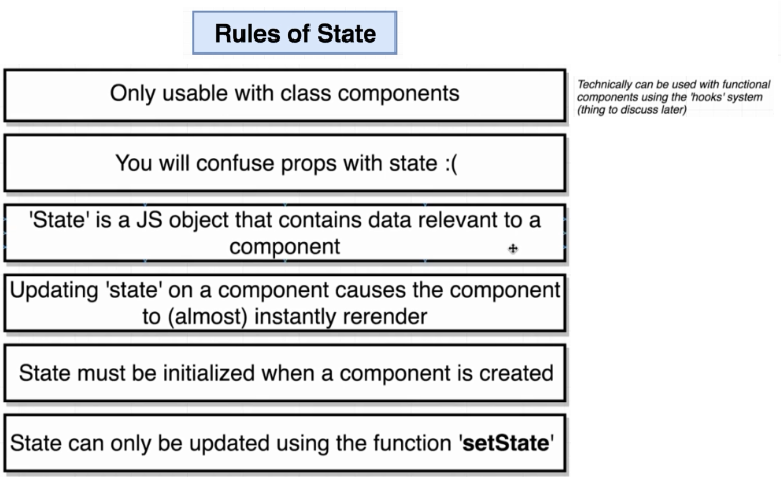 Rules of State
Only usable with class components
Technically can be used with functional
components using the 'hooks' system
(thing to discuss later)
You will confuse props with state :(
'State' is a JS object that contains data relevant to a
component
Updating 'state' on a component causes the component
to (almost) instantly rerender
State must be initialized when a component is created
State can only be updated using the function 'setState'